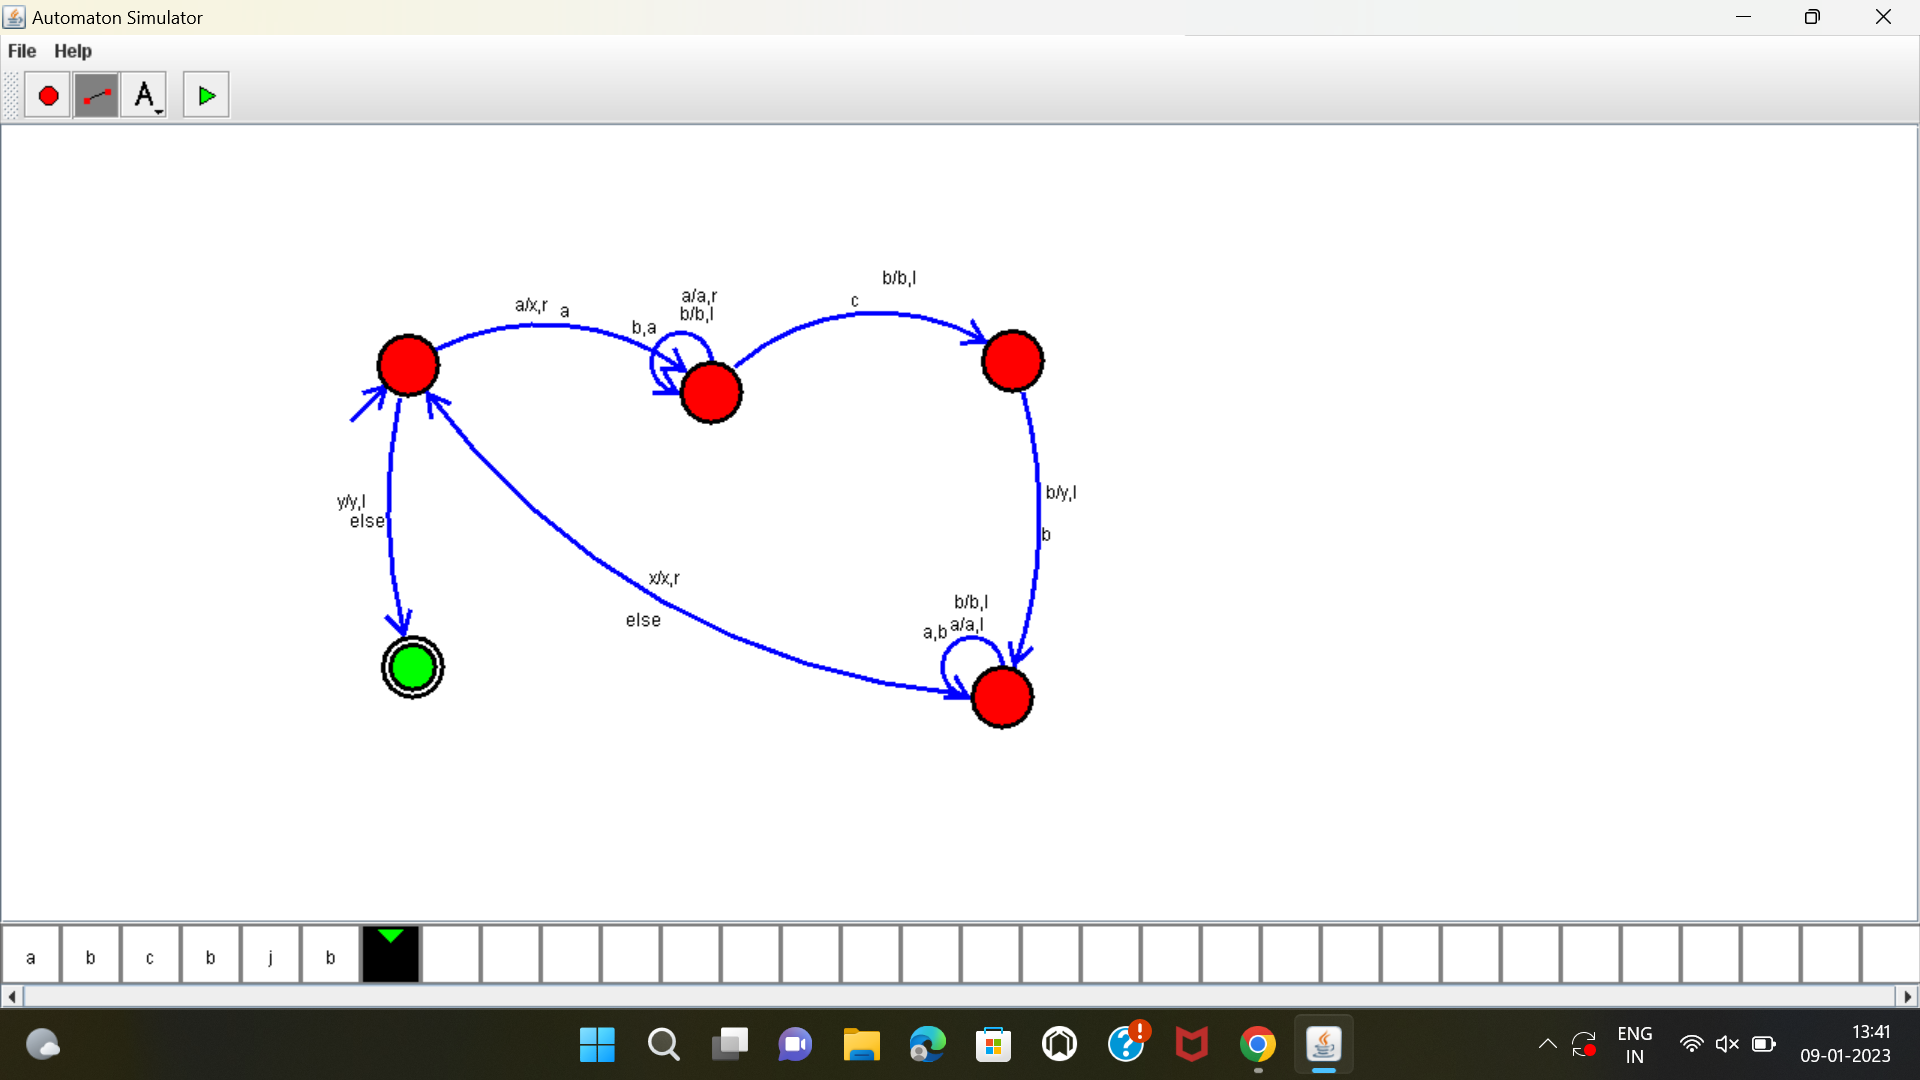 Automaton Simulator
File Help
A
b/b,l
a/a,r
a/x,r a
c
b/b,l
b,a
b/y,l
y/y,l
else
b
x/x,r
b/b,l
else
a,b a/a,l
a b c b j b
ENG
IN
13:41
09-01-2023